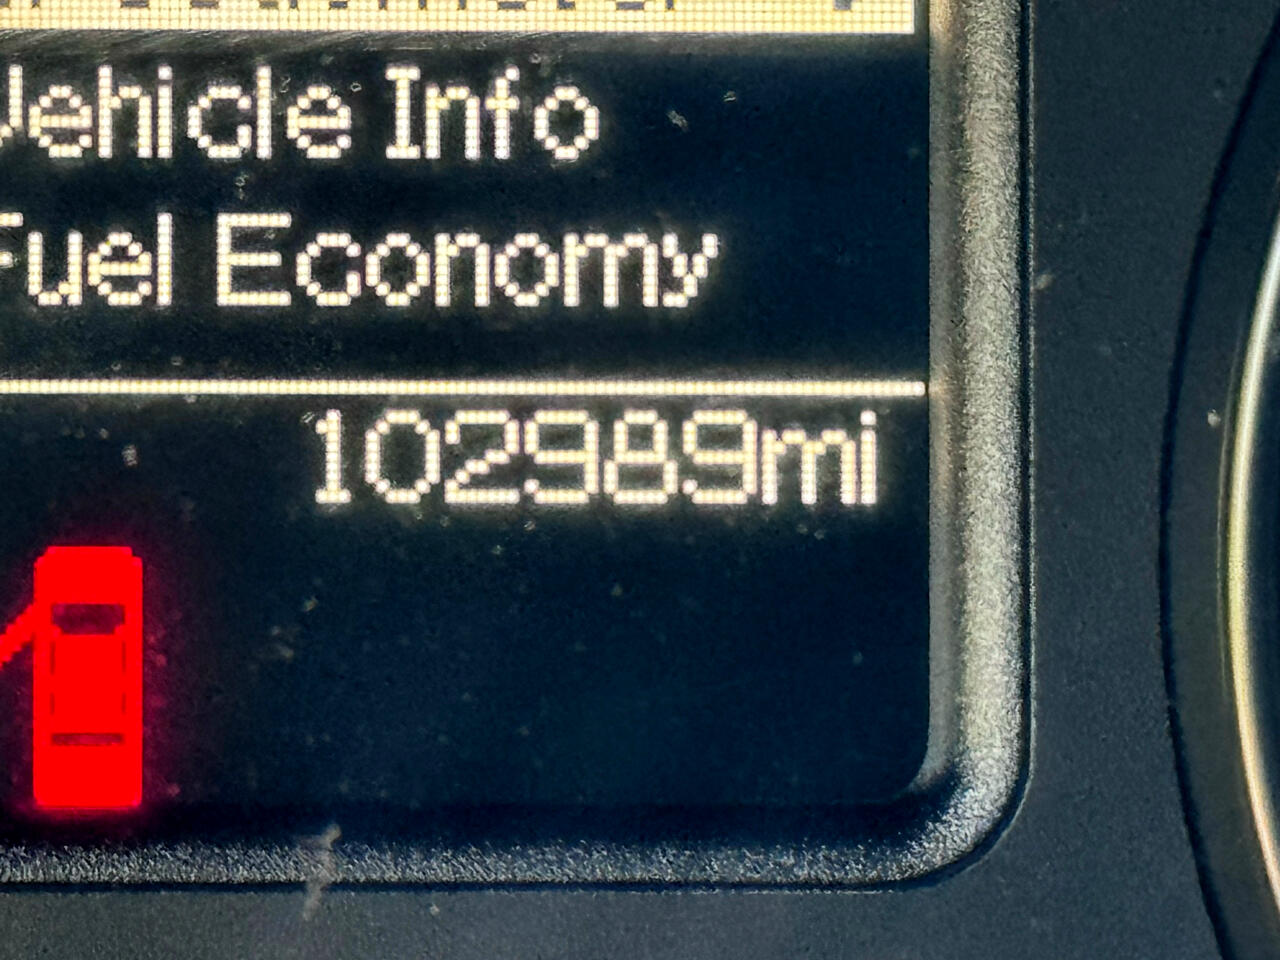 Vehicle Info
Fuel Economy
102989mi